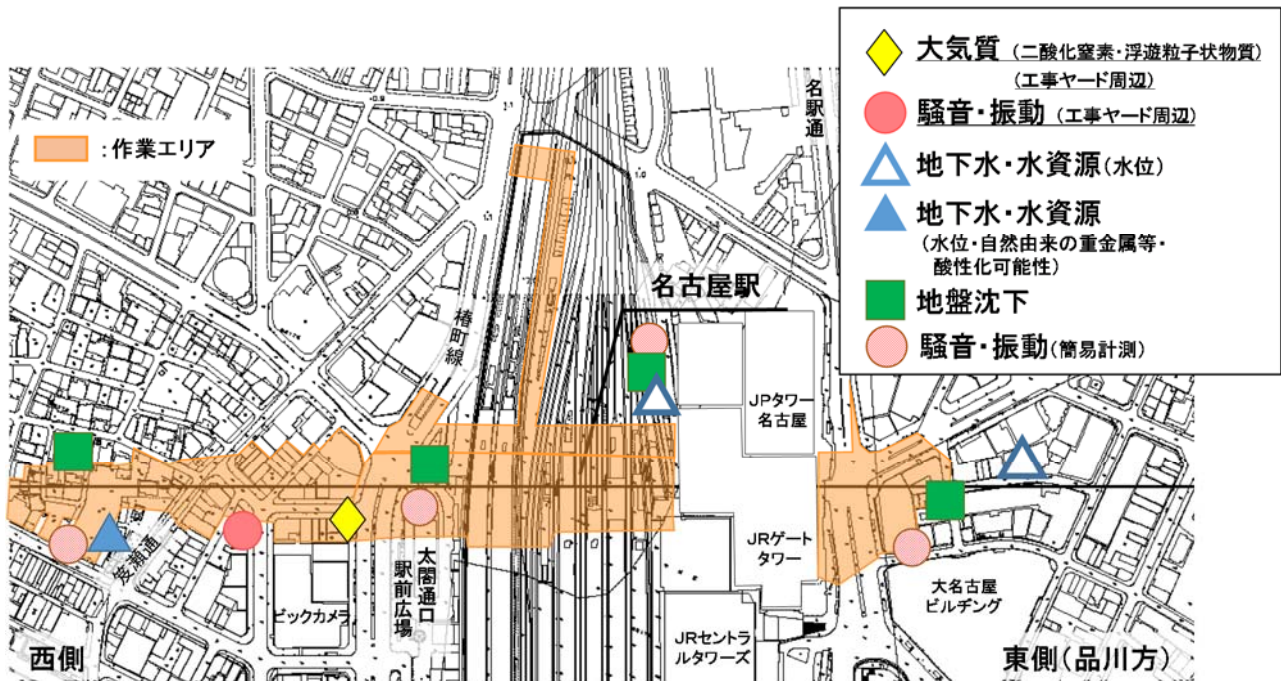 大気質 (二酸化窒素・浮遊粒子状物質)
(工事ヤード周辺)
騒音・振動 (工事ヤード周辺)
地下水・水資源(水位)
地下水・水資源
(水位・自然由来の重金属等・
酸性化可能性)
地盤沈下
騒音・振動(簡易計測)
:作業エリア
名駅通
椿町線
名古屋駅
JPタワー
名古屋
JRゲート
タワー
JRセントラ
ルタワーズ
大名古屋
ビルヂング
ビックカメラ
太閤通口
駅前広場
西側
東側(品川方)